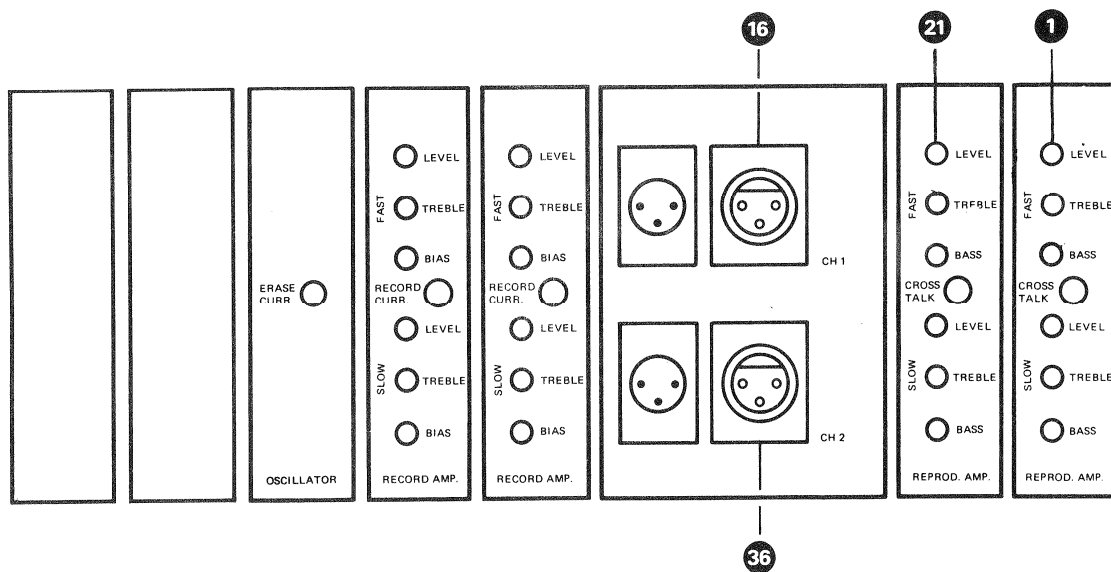 16
21
1
ERASE
CURR.
OSCILLATOR
LEVEL
FAST
TREBLE
BIAS
RECORD
CURR.
LEVEL
SLOW
TREBLE
BIAS
RECORD AMP.
LEVEL
FAST
TREBLE
BIAS
RECORD
CURR.
LEVEL
SLOW
TREBLE
BIAS
RECORD AMP.
CH 1
CH 2
LEVEL
FAST
TREBLE
BASS
CROSS
TALK
LEVEL
SLOW
TREBLE
BASS
REPROD. AMP.
LEVEL
FAST
TREBLE
BASS
CROSS
TALK
LEVEL
SLOW
TREBLE
BASS
REPROD. AMP.
36